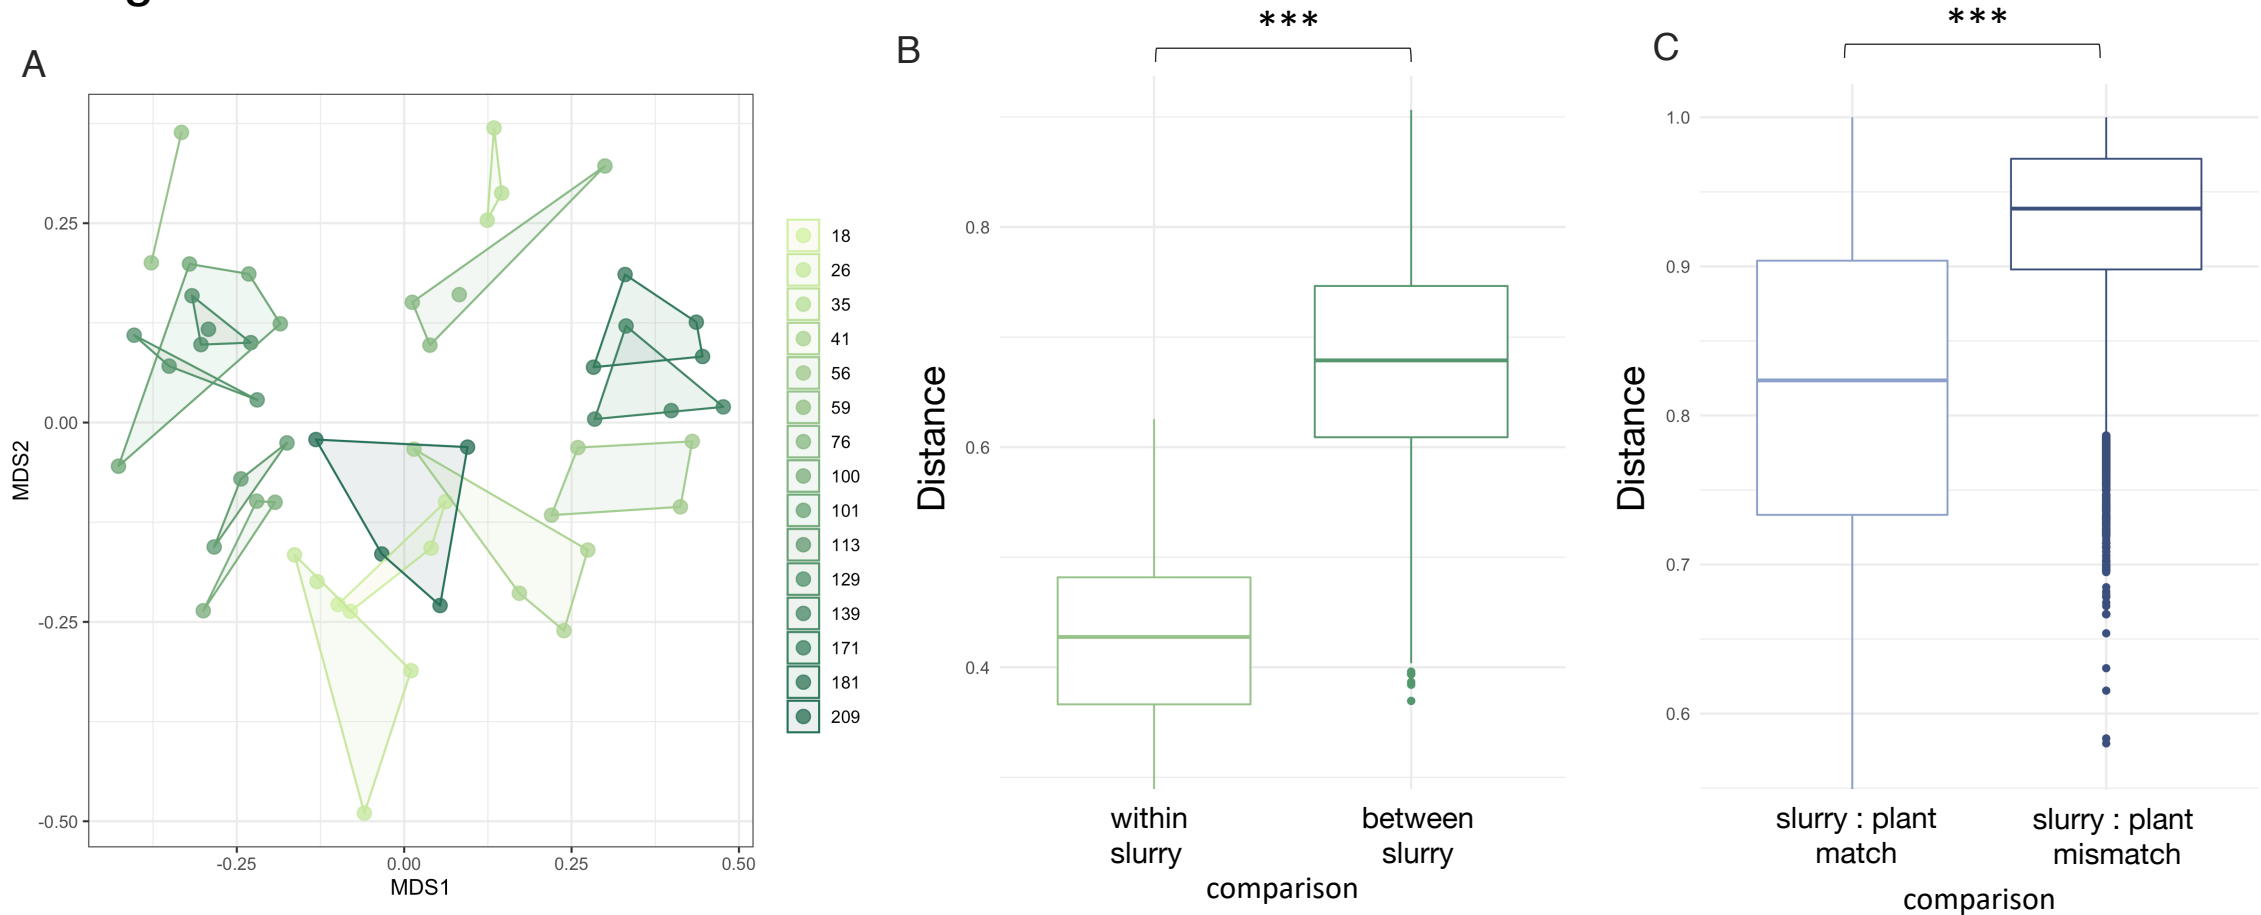 A
0.25
0.00
-0.25
-0.50
MDS2
-0.25
0.00
0.25
0.50
MDS1
18
26
35
41
56
59
76
100
101
113
129
139
171
181
209
B
***
Distance
0.8
0.6
0.4
within
slurry
between
slurry
comparison
C
***
Distance
1.0
0.9
0.8
0.7
0.6
slurry : plant
match
slurry : plant
mismatch
comparison